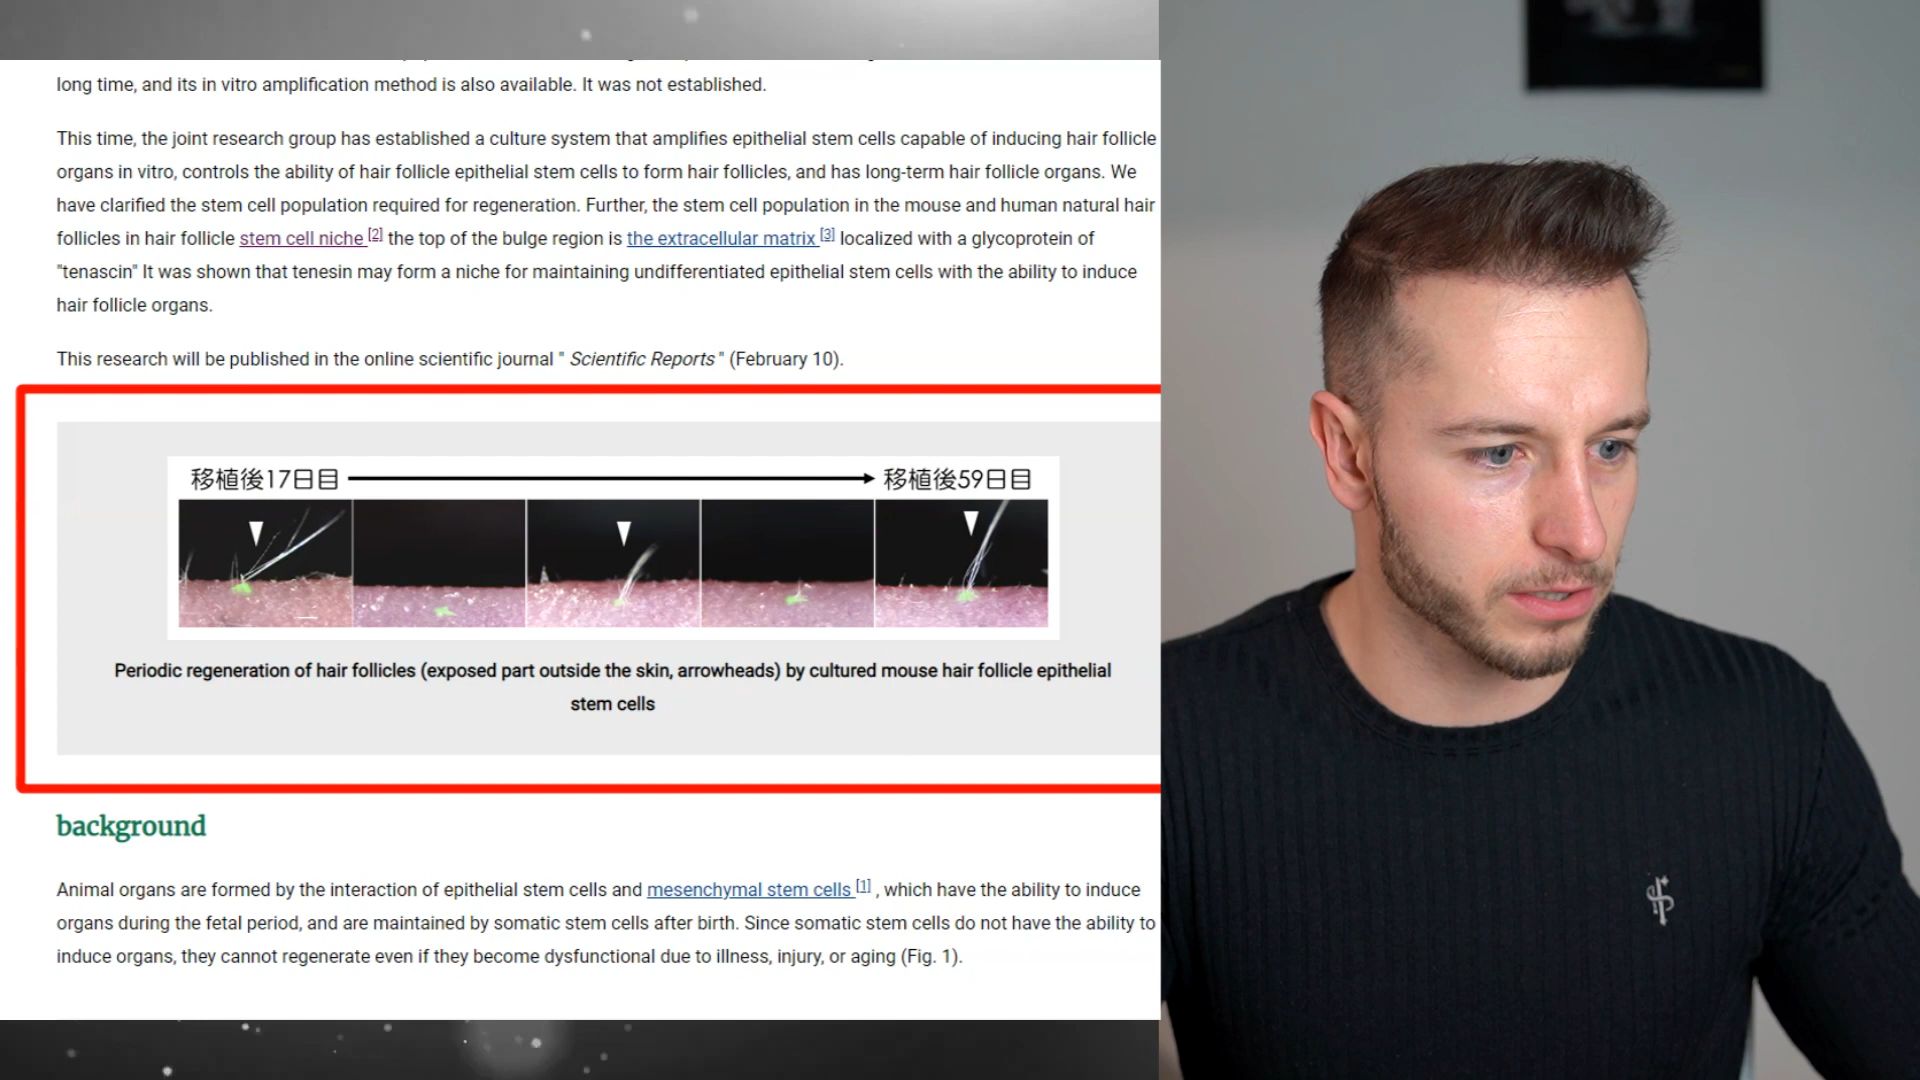 long time, and its in vitro amplification method is also available. It was not established.
This time, the joint research group has established a culture system that amplifies epithelial stem cells capable of inducing hair follicle
organs in vitro, controls the ability of hair follicle epithelial stem cells to form hair follicles, and has long-term hair follicle organs. We
have clarified the stem cell population required for regeneration. Further, the stem cell population in the mouse and human natural hair
follicles in hair follicle stem cell niche [2] the top of the bulge region is the extracellular matrix [3] localized with a glycoprotein of
"tenascin" It was shown that tenesin may form a niche for maintaining undifferentiated epithelial stem cells with the ability to induce
hair follicle organs.
This research will be published in the online scientific journal " Scientific Reports " (February 10).
移植後17日目 移植後59日目
Periodic regeneration of hair follicles (exposed part outside the skin, arrowheads) by cultured mouse hair follicle epithelial
stem cells
background
Animal organs are formed by the interaction of epithelial stem cells and mesenchymal stem cells [1] , which have the ability to induce
organs during the fetal period, and are maintained by somatic stem cells after birth. Since somatic stem cells do not have the ability to
induce organs, they cannot regenerate even if they become dysfunctional due to illness, injury, or aging (Fig. 1).